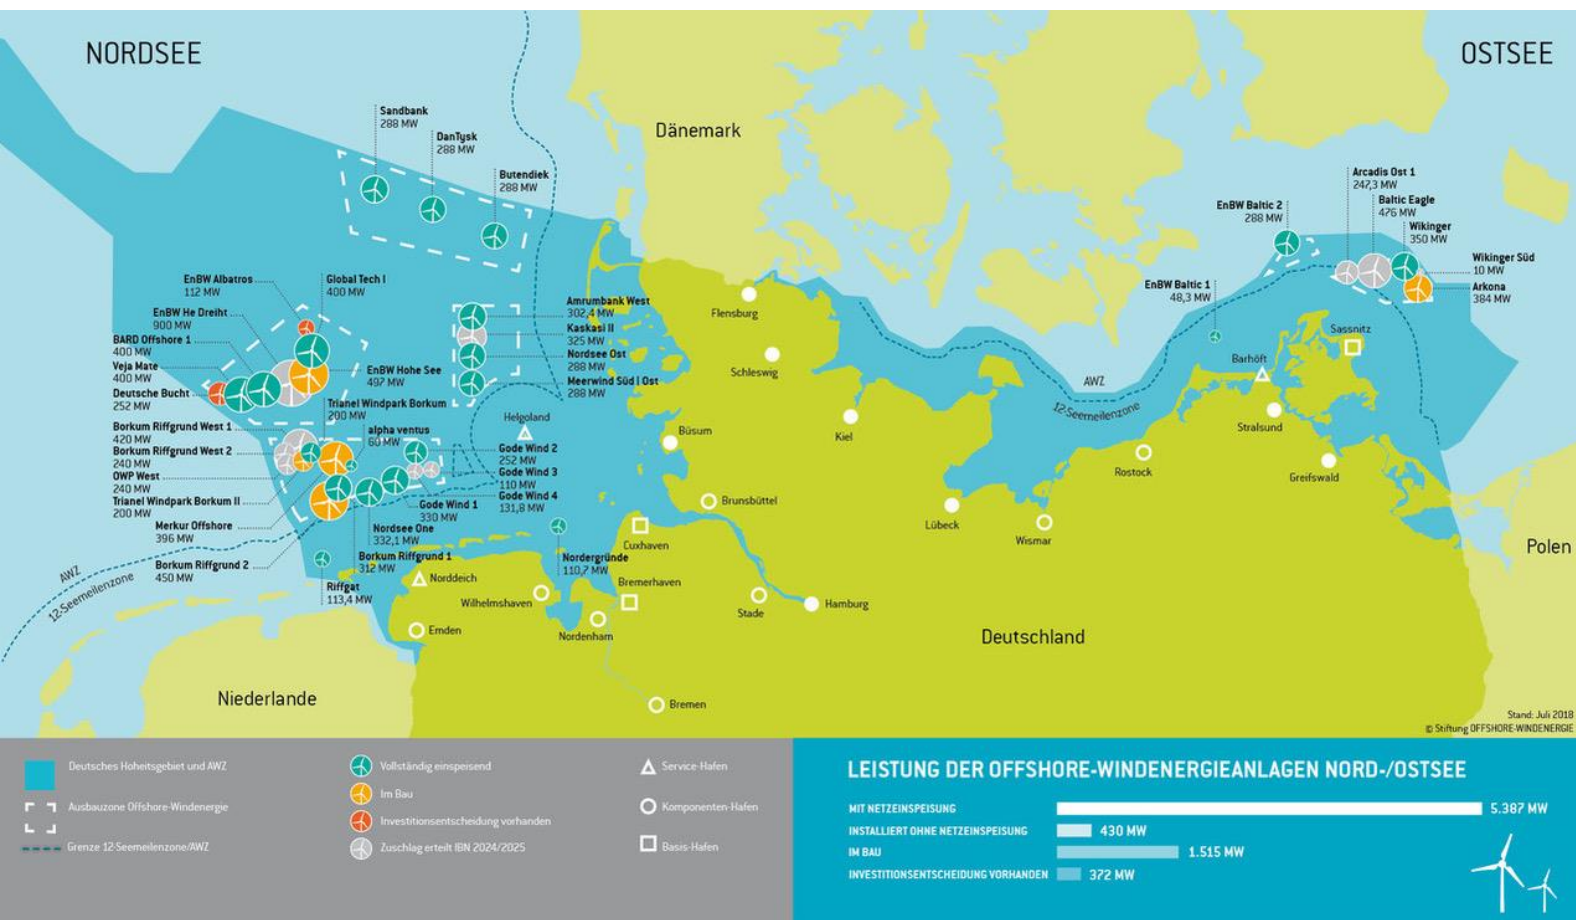 NORDSEE
OSTSEE
Dänemark
Sandbank
288 MW
DanTysk
288 MW
Butendiek
288 MW
EnBW Albatros
112 MW
Global Tech I
400 MW
EnBW He Dreiht
900 MW
BARD Offshore 1
400 MW
Veja Mate
400 MW
Deutsche Bucht
252 MW
EnBW Hohe See
497 MW
Trianel Windpark Borkum
200 MW
alpha ventus
60 MW
Borkum Riffgrund West 1
420 MW
Borkum Riffgrund West 2
240 MW
OWP West
240 MW
Trianel Windpark Borkum II
200 MW
Merkur Offshore
396 MW
Borkum Riffgrund 2
450 MW
Amrumbank West
302,4 MW
Kaskasi II
325 MW
Nordsee Ost
288 MW
Meerwind Süd | Ost
288 MW
Helgoland
Gode Wind 2
252 MW
Gode Wind 3
110 MW
Gode Wind 4
131,8 MW
Gode Wind 1
330 MW
Nordsee One
332,1 MW
Borkum Riffgrund 1
312 MW
Riffgat
113,4 MW
Nordergründe
110,7 MW
AWZ
12-Seemeilenzone
Norddeich
Emden
Wilhelmshaven
Nordenham
Bremerhaven
Cuxhaven
Brunsbüttel
Büsum
Stade
Hamburg
Bremen
Flensburg
Schleswig
Kiel
Lübeck
Wismar
Rostock
Barhöft
Stralsund
Sassnitz
Greifswald
AWZ
12-Seemeilenzone
EnBW Baltic 1
48,3 MW
EnBW Baltic 2
288 MW
Arcadis Ost 1
247,3 MW
Baltic Eagle
476 MW
Wikinger
350 MW
Wikinger Süd
10 MW
Arkona
384 MW
Niederlande
Deutschland
Polen
Stand: Juli 2018
© Stiftung OFFSHORE-WINDENERGIE
Deutsches Hoheitsgebiet und AWZ
Ausbauzone Offshore-Windenergie
Grenze 12-Seemeilenzone/AWZ
Vollständig einspeisend
Im Bau
Investitionsentscheidung vorhanden
Zuschlag erteilt IBN 2024/2025
Service-Hafen
Komponenten-Hafen
Basis-Hafen
LEISTUNG DER OFFSHORE-WINDENERGIEANLAGEN NORD-/OSTSEE
MIT NETZEINSPEISUNG 5.387 MW
INSTALLIERT OHNE NETZEINSPEISUNG 430 MW
IM BAU 1.515 MW
INVESTITIONSENTSCHEIDUNG VORHANDEN 372 MW